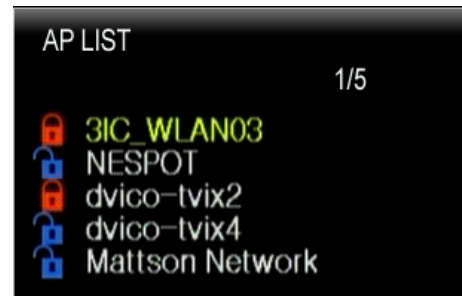 AP LIST
1/5
3IC_WLAN03
NESPOT
dvico-tvix2
dvico-tvix4
Mattson Network